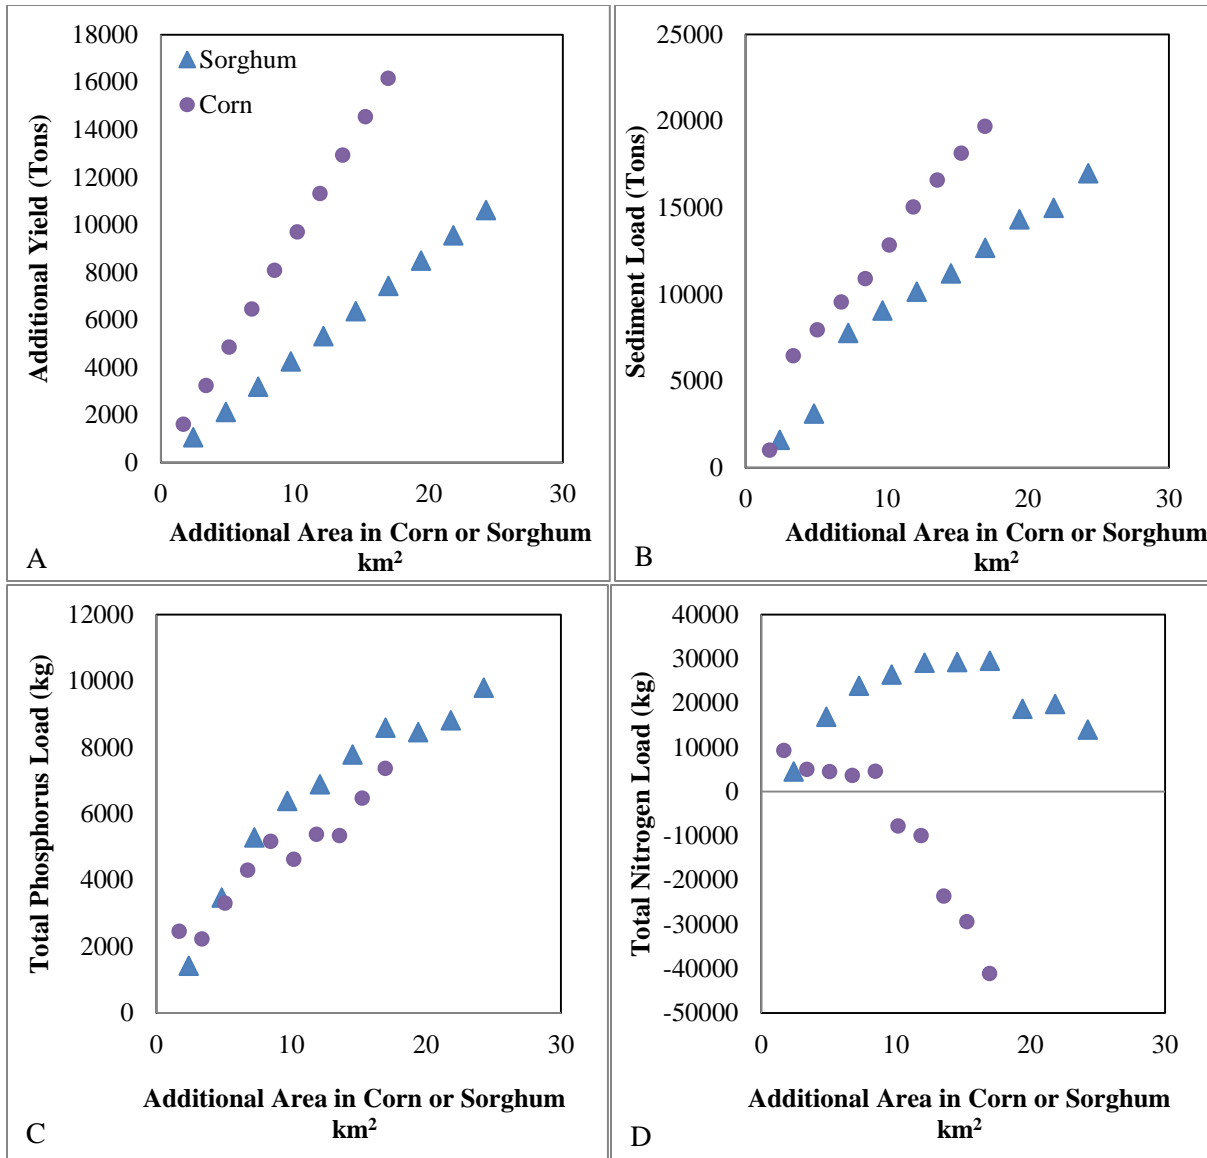 18000
16000
14000
12000
10000
8000
6000
4000
2000
0
Additional Yield (Tons)
Sorghum
Corn
0 10 20 30
Additional Area in Corn or Sorghum
km²
A
25000
20000
15000
10000
5000
0
Sediment Load (Tons)
0 10 20 30
Additional Area in Corn or Sorghum
km²
B
12000
10000
8000
6000
4000
2000
0
Total Phosphorus Load (kg)
0 10 20 30
Additional Area in Corn or Sorghum
km²
C
40000
30000
20000
10000
0
-10000
-20000
-30000
-40000
-50000
Total Nitrogen Load (kg)
0 10 20 30
Additional Area in Corn or Sorghum
km²
D